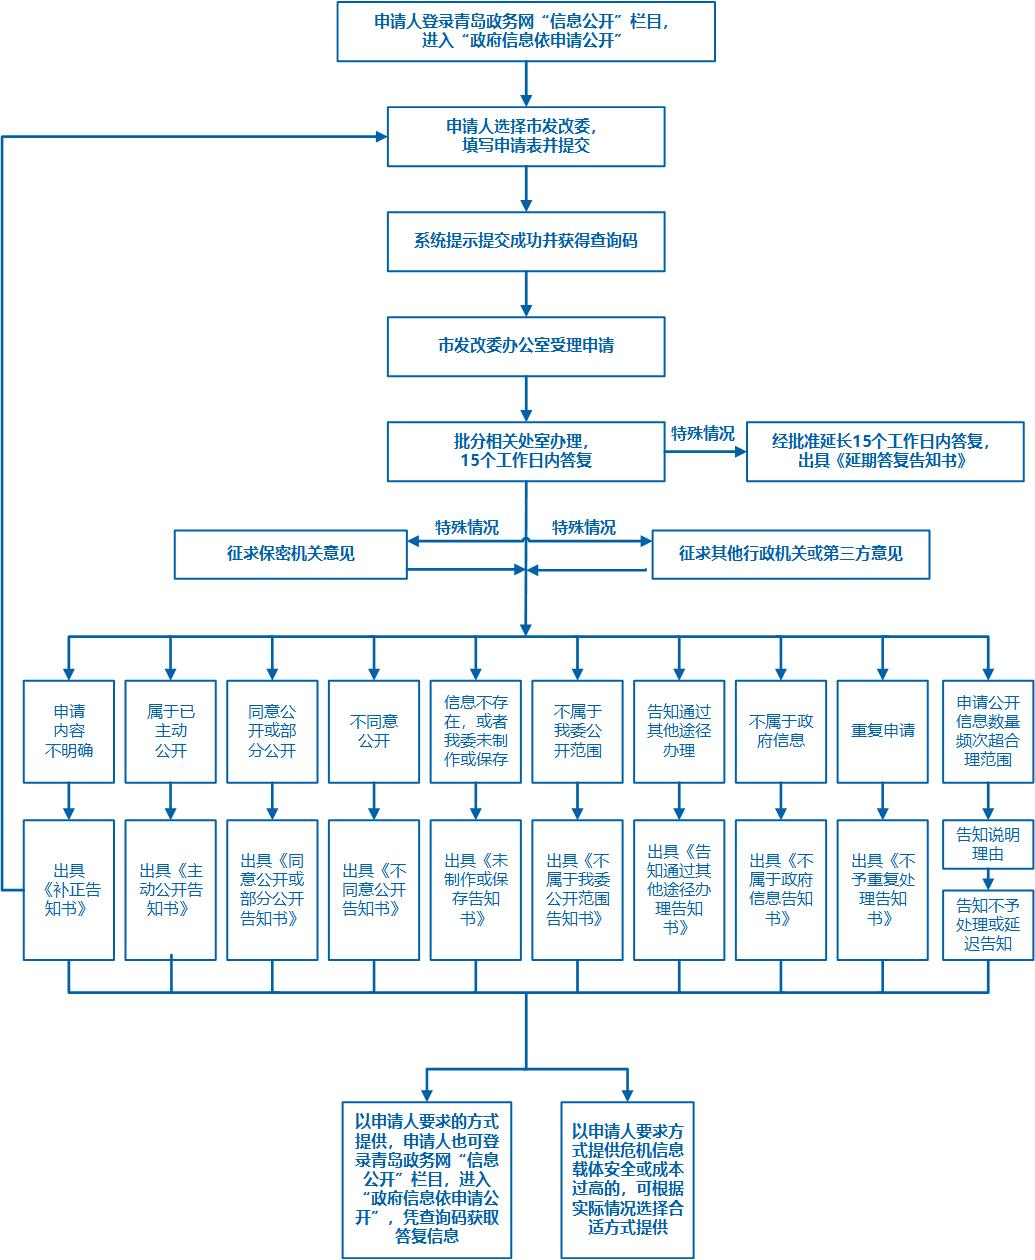 申请人登录青岛政务网“信息公开”栏目，
进入“政府信息依申请公开”
申请人选择市发改委，
填写申请表并提交
系统提示提交成功并获得查询码
市发改委办公室受理申请
批分相关处室办理，
15个工作日内答复
特殊情况
经批准延长15个工作日内答复，
出具《延期答复告知书》
特殊情况
特殊情况
征求保密机关意见
征求其他行政机关或第三方意见
申请
内容
不明确
属于已
主动
公开
同意公
开或部
分公开
不同意
公开
信息不存
在，或者
我委未制
作或保存
不属于
我委公
开范围
告知通过
其他途径
办理
不属于政
府信息
重复申请
申请公开
信息数量
频次超合
理范围
出具
《补正告
知书》
出具《主
动公开告
知书》
出具《同
意公开或
部分公开
告知书》
出具《不
同意公开
告知书》
出具《未
制作或保
存告知
书》
出具《不
属于我委
公开范围
告知书》
出具《告
知通过其
他途径办
理告知
书》
出具《不
属于政府
信息告知
书》
出具《不
予重复处
理告知
书》
告知说明
理由
告知不予
处理或延
迟告知
以申请人要求的方式
提供，申请人也可登
录青岛政务网“信息
公开”栏目，进入
“政府信息依申请公
开”，凭查询码获取
答复信息
以申请人要求方
式提供危机信息
载体安全或成本
过高的，可根据
实际情况选择合
适方式提供